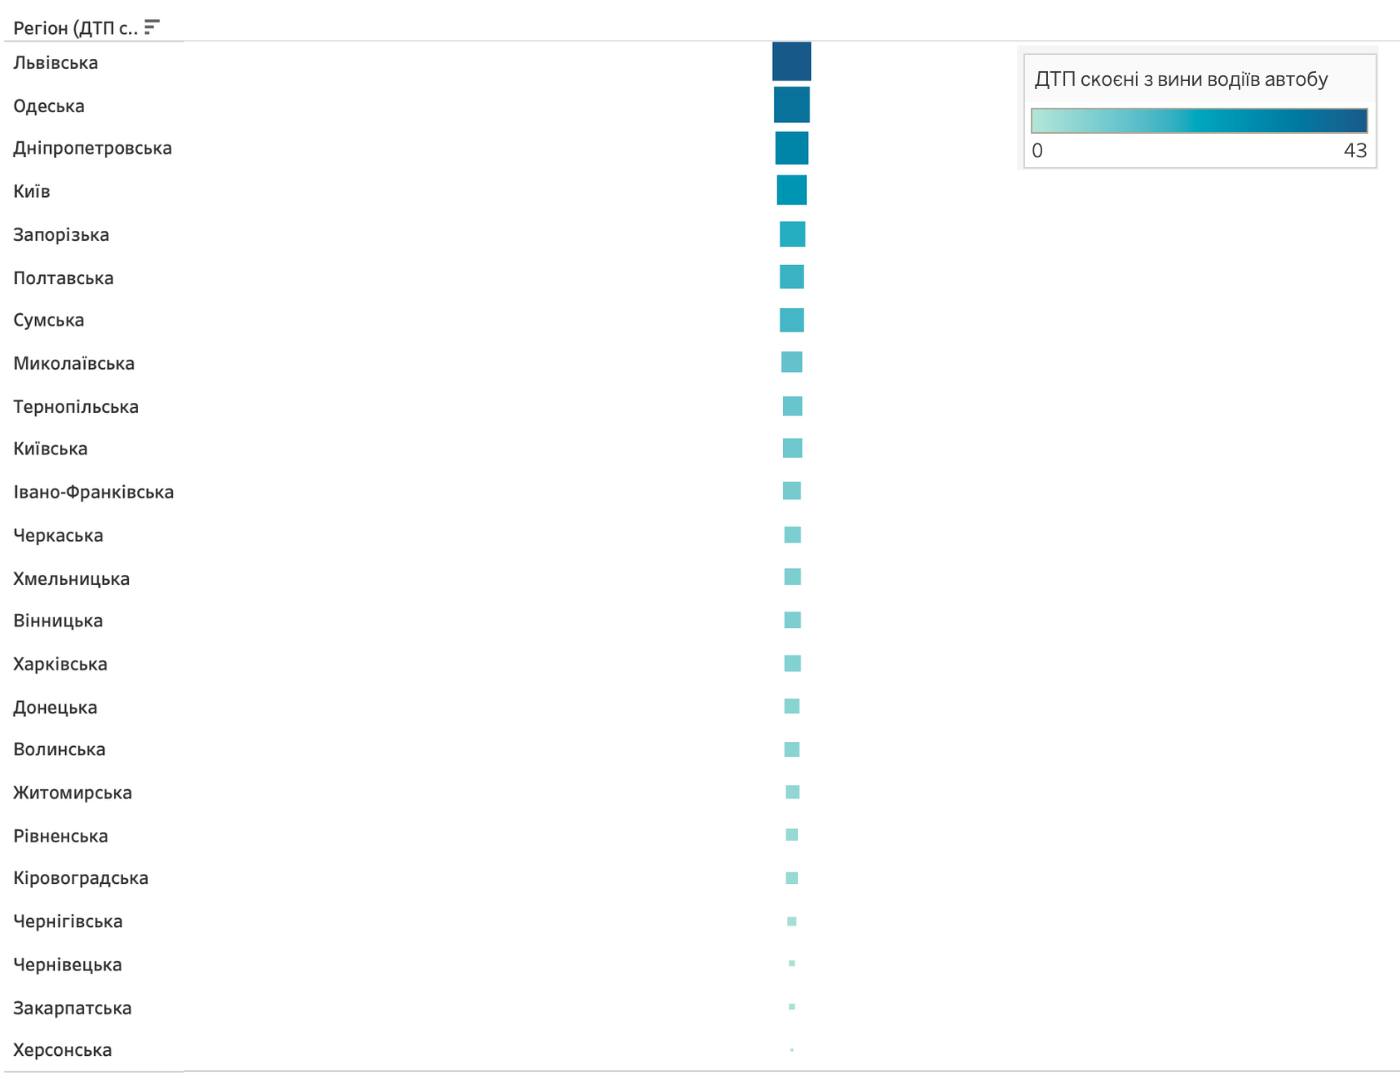 Регіон (ДТП с..
ДТП скоєні з вини водіїв автобу
0 43
Львівська
Одеська
Дніпропетровська
Київ
Запорізька
Полтавська
Сумська
Миколаївська
Тернопільська
Київська
Івано-Франківська
Черкаська
Хмельницька
Вінницька
Харківська
Донецька
Волинська
Житомирська
Рівненська
Кіровоградська
Чернігівська
Чернівецька
Закарпатська
Херсонська